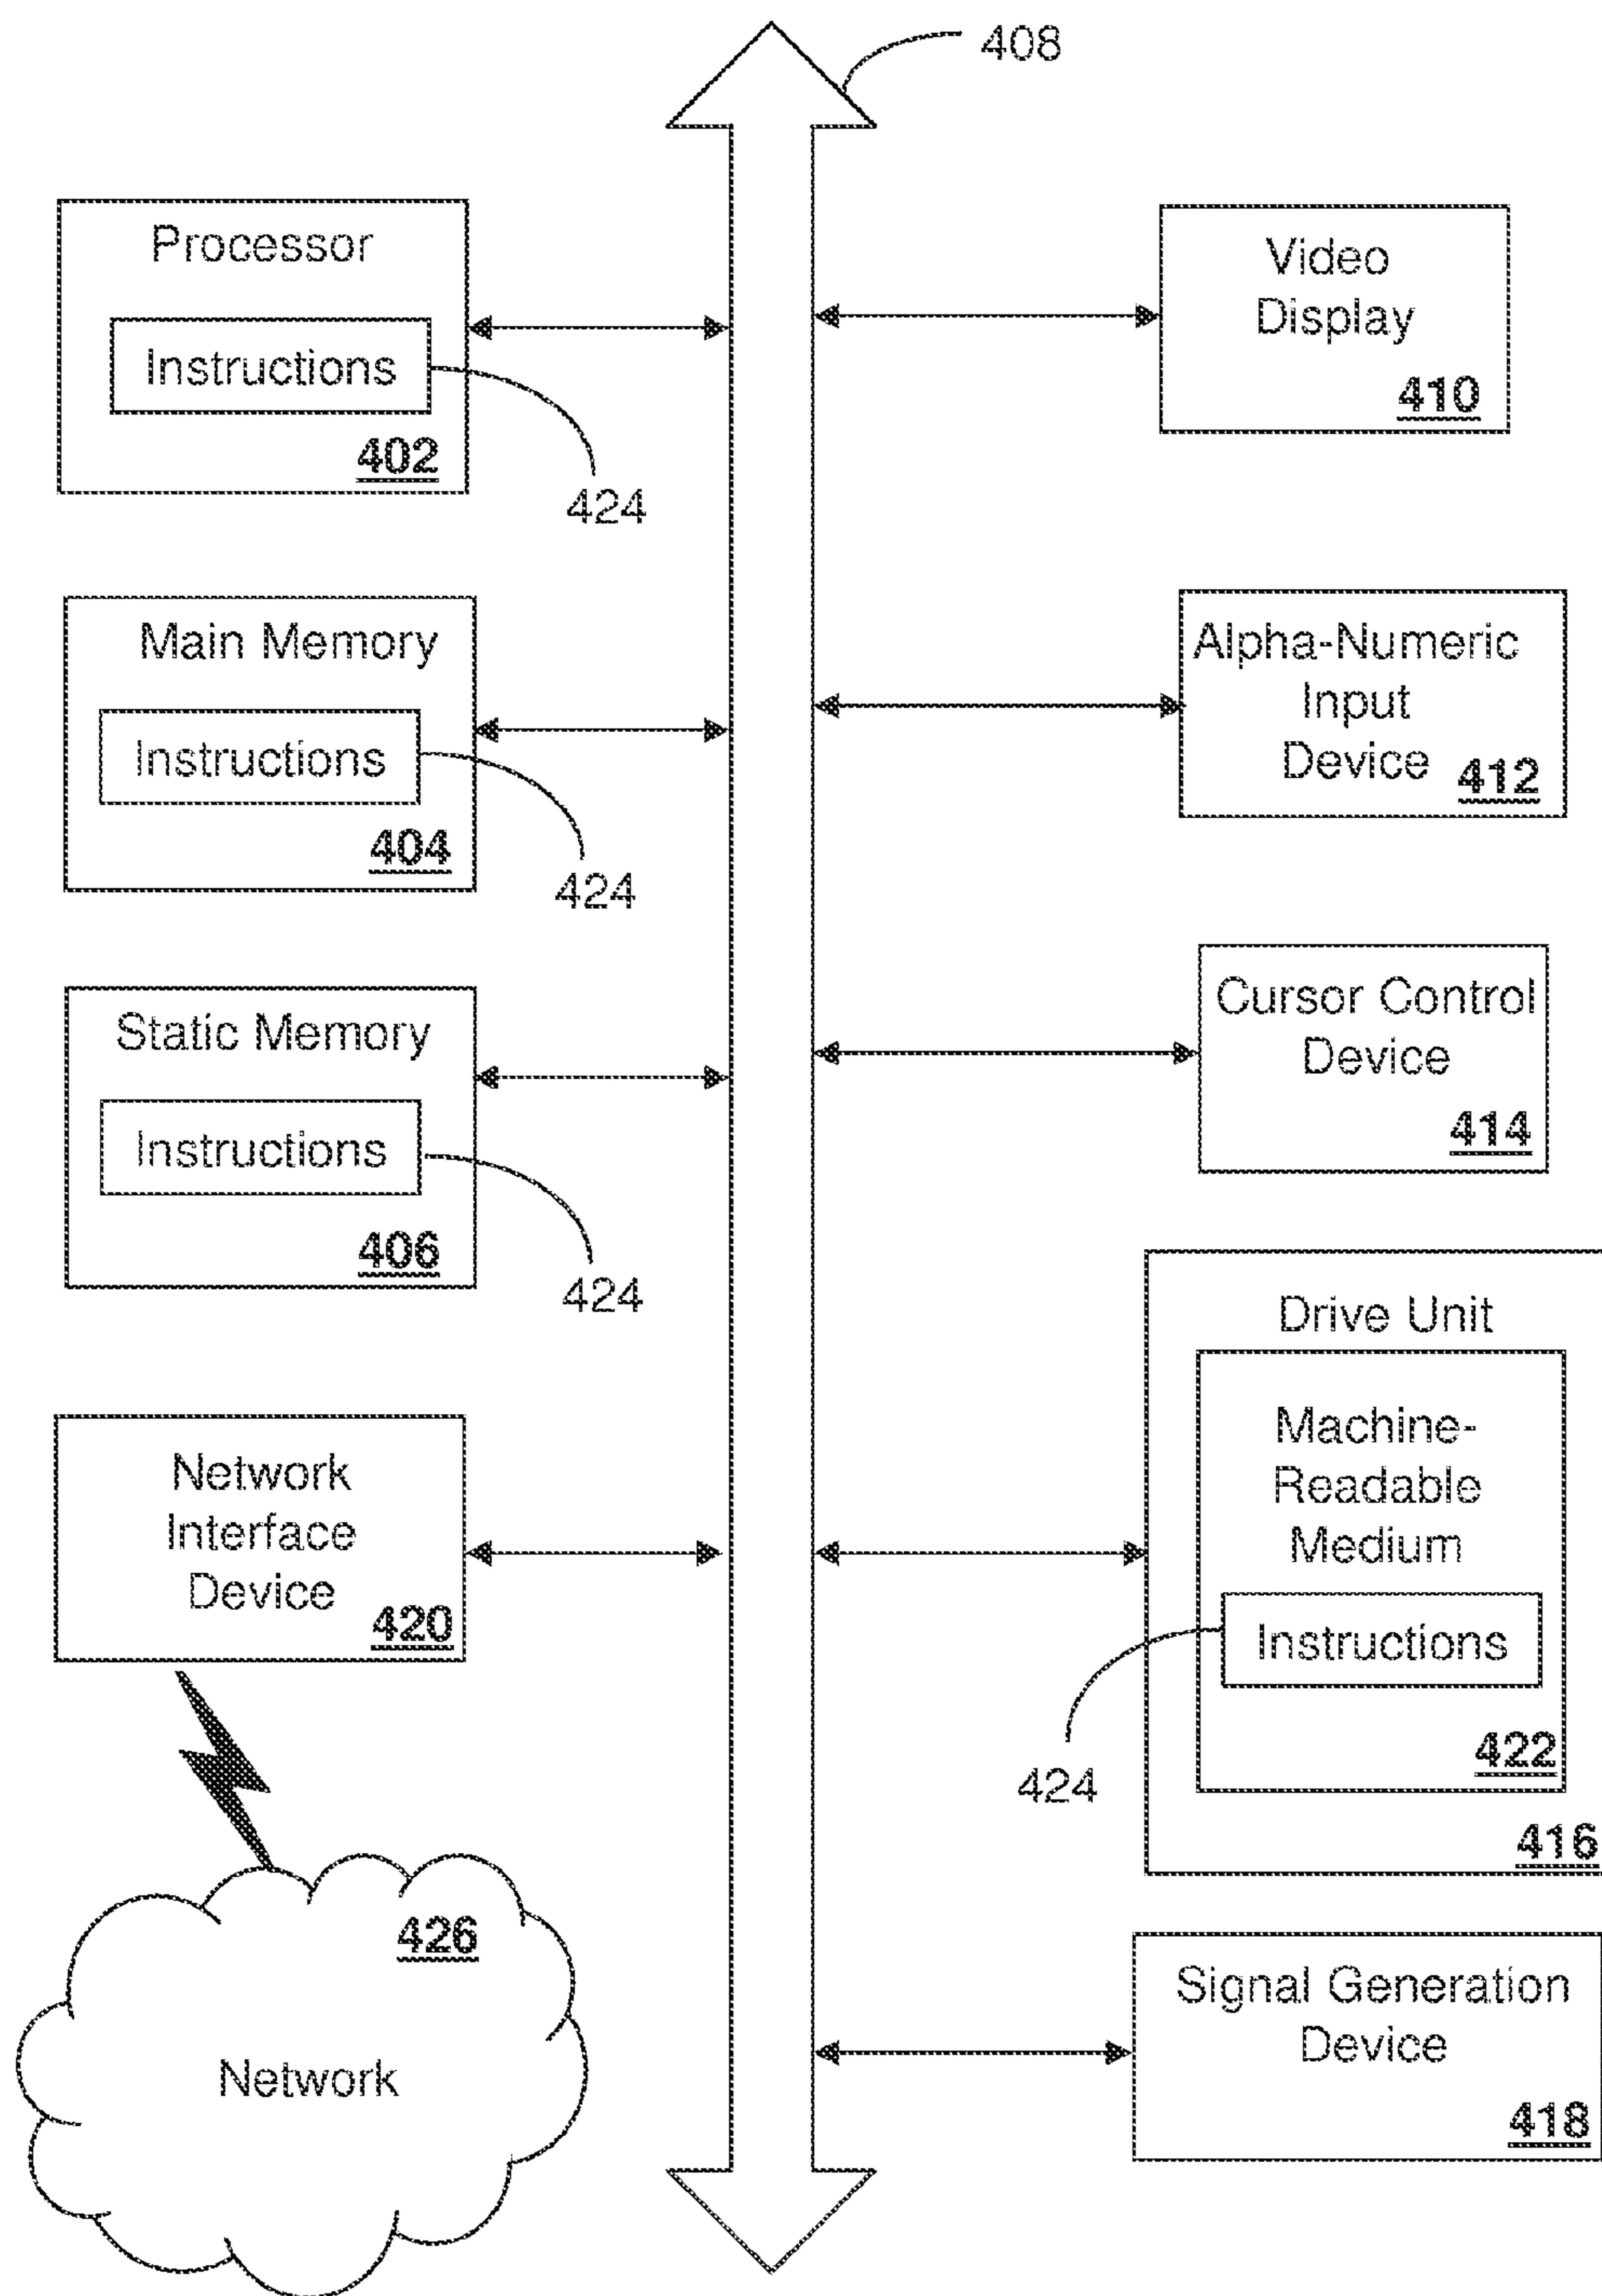 408
Processor
Instructions
402
424
Main Memory
Instructions
404
424
Static Memory
Instructions
406
424
Network
Interface
Device
420
426
Network
Video
Display
410
Alpha-Numeric
Input
Device
412
Cursor Control
Device
414
Drive Unit
Machine-
Readable
Medium
Instructions
422
424
416
Signal Generation
Device
418